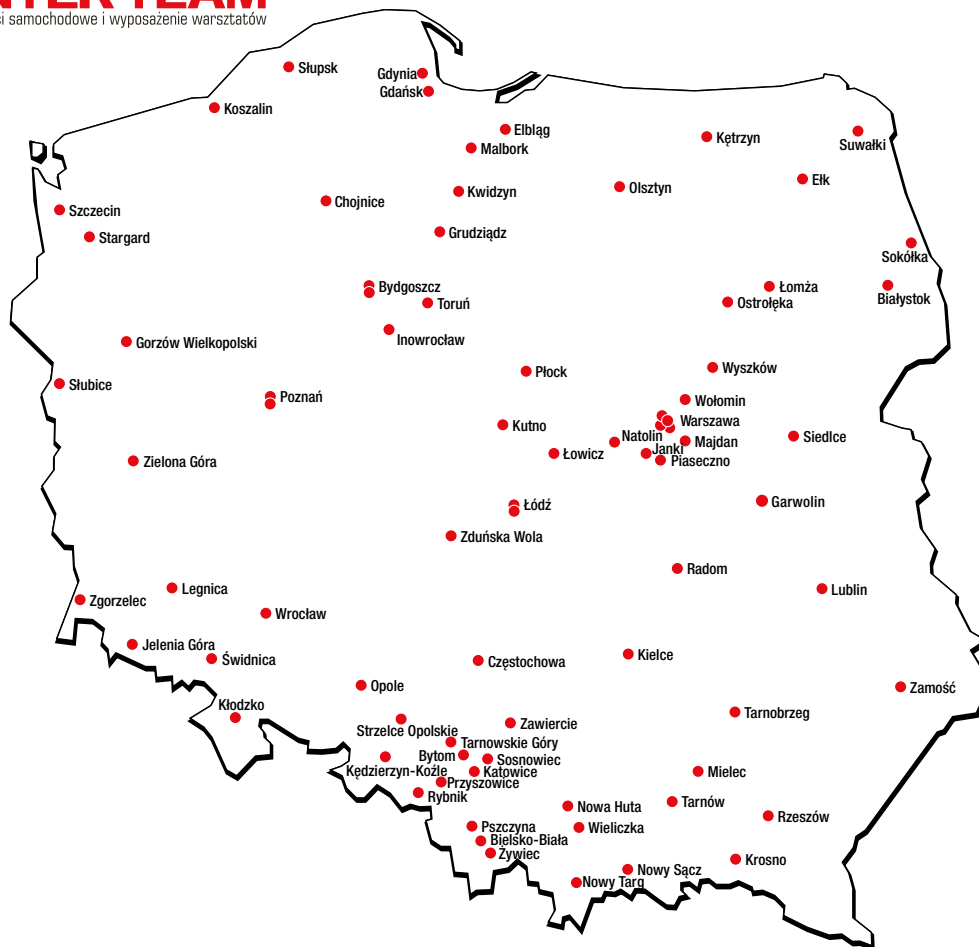 NTER TEAM
ci samochodowe i wyposażenie warsztatów
Słupsk
Gdynia
Gdańsk
Koszalin
Elbląg
Malbork
Kętrzyn
Suwałki
Ełk
Olsztyn
Kwidzyn
Chojnice
Szczecin
Stargard
Grudziądz
Sokółka
Bydgoszcz
Toruń
Łomża
Ostrołęka
Białystok
Inowrocław
Gorzów Wielkopolski
Płock
Wyszków
Słubice
Poznań
Wołomin
Warszawa
Kutno
Natolin
Majdan
Siedlce
Janki
Łowicz
Piaseczno
Zielona Góra
Łódź
Garwolin
Zduńska Wola
Radom
Legnica
Lublin
Zgorzelec
Wrocław
Jelenia Góra
Świdnica
Częstochowa
Kielce
Opole
Zamość
Kłodzko
Tarnobrzeg
Strzelce Opolskie
Zawiercie
Tarnowskie Góry
Bytom
Sosnowiec
Kędzierzyn-Koźle
Katowice
Mielec
Przyszowice
Rybnik
Tarnów
Nowa Huta
Rzeszów
Pszczyna
Wieliczka
Bielsko-Biała
Żywiec
Krosno
Nowy Sącz
Nowy Targ